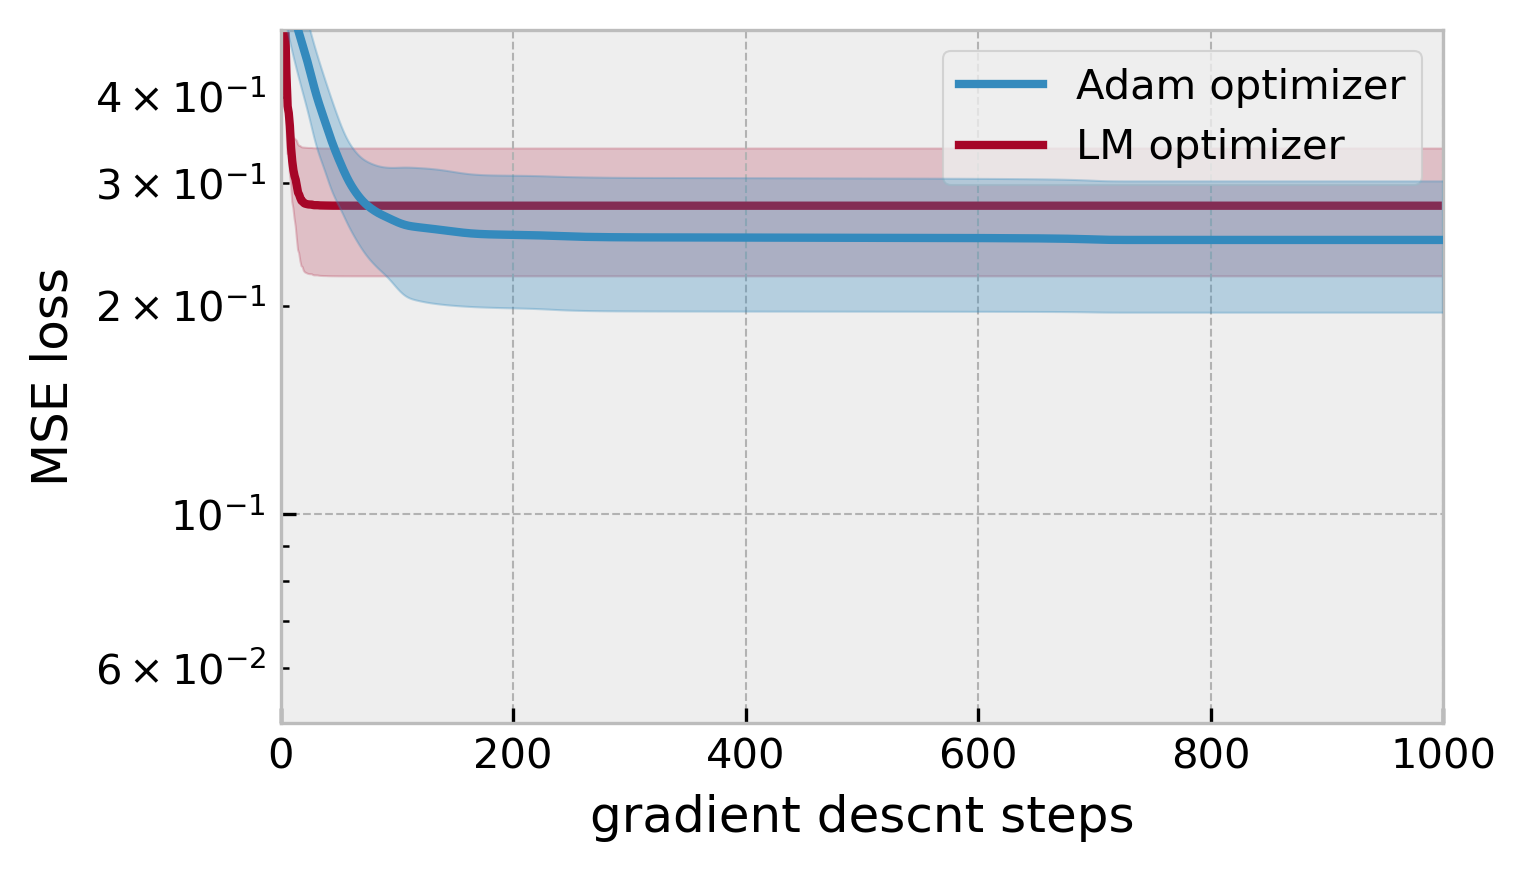 4 × 10⁻¹
3 × 10⁻¹
2 × 10⁻¹
10⁻¹
6 × 10⁻²
MSE loss
Adam optimizer
LM optimizer
0 200 400 600 800 1000
gradient descnt steps